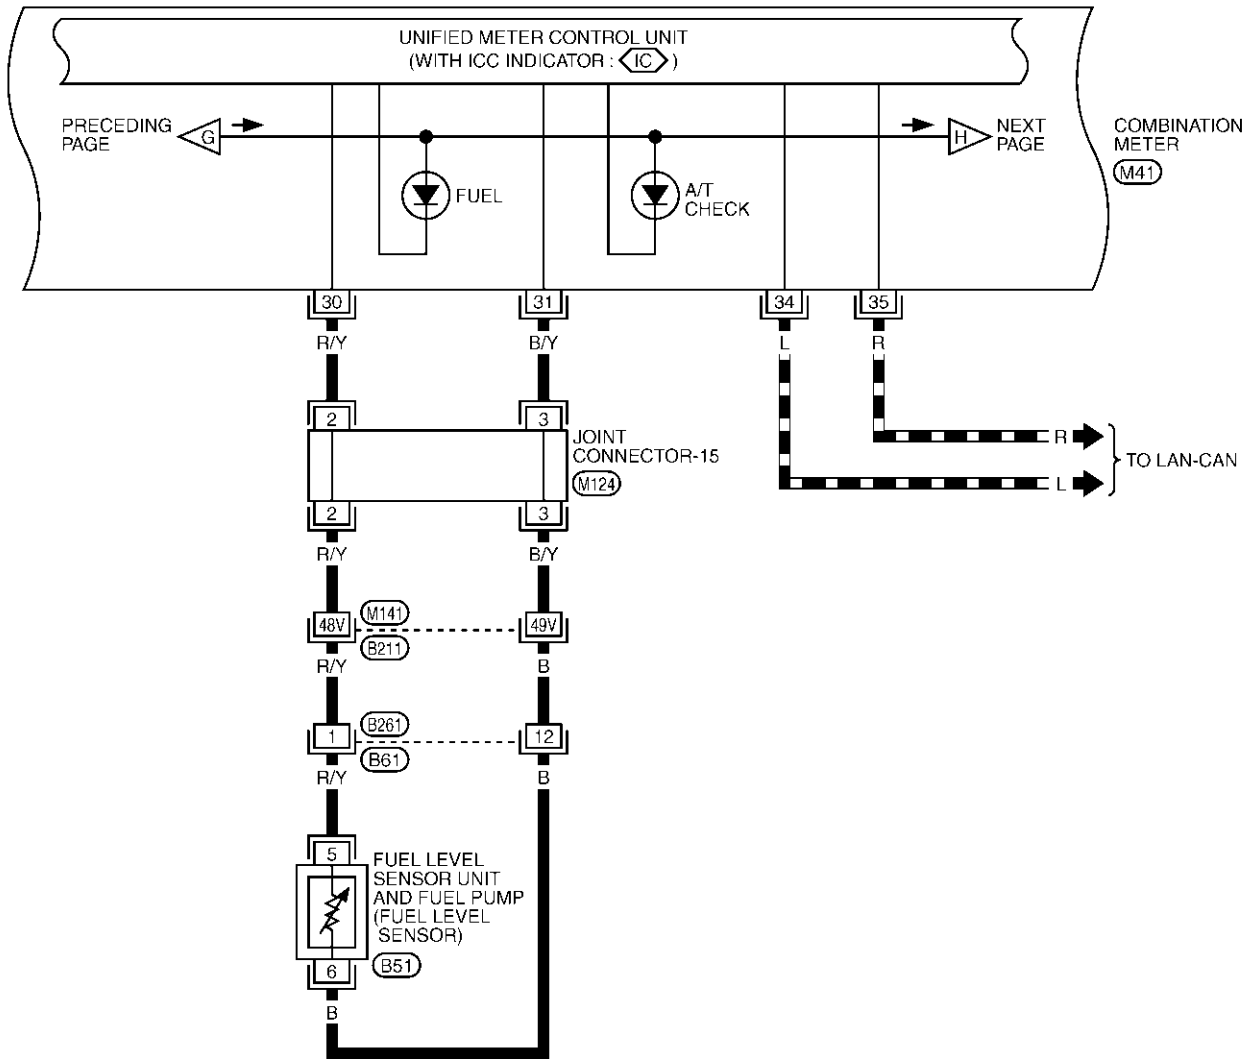 UNIFIED METER CONTROL UNIT
(WITH ICC INDICATOR : IC )
PRECEDING
PAGE
G
H
NEXT
PAGE
COMBINATION
METER
M41
FUEL
A/T
CHECK
30
31
34
35
R/Y
B/Y
L
R
2
3
JOINT
CONNECTOR-15
M124
R
L
TO LAN-CAN
2
3
R/Y
B/Y
48V
M141
49V
B211
R/Y
B
1
B261
12
B61
R/Y
B
5
FUEL LEVEL
SENSOR UNIT
AND FUEL PUMP
(FUEL LEVEL
SENSOR)
6
B51
B